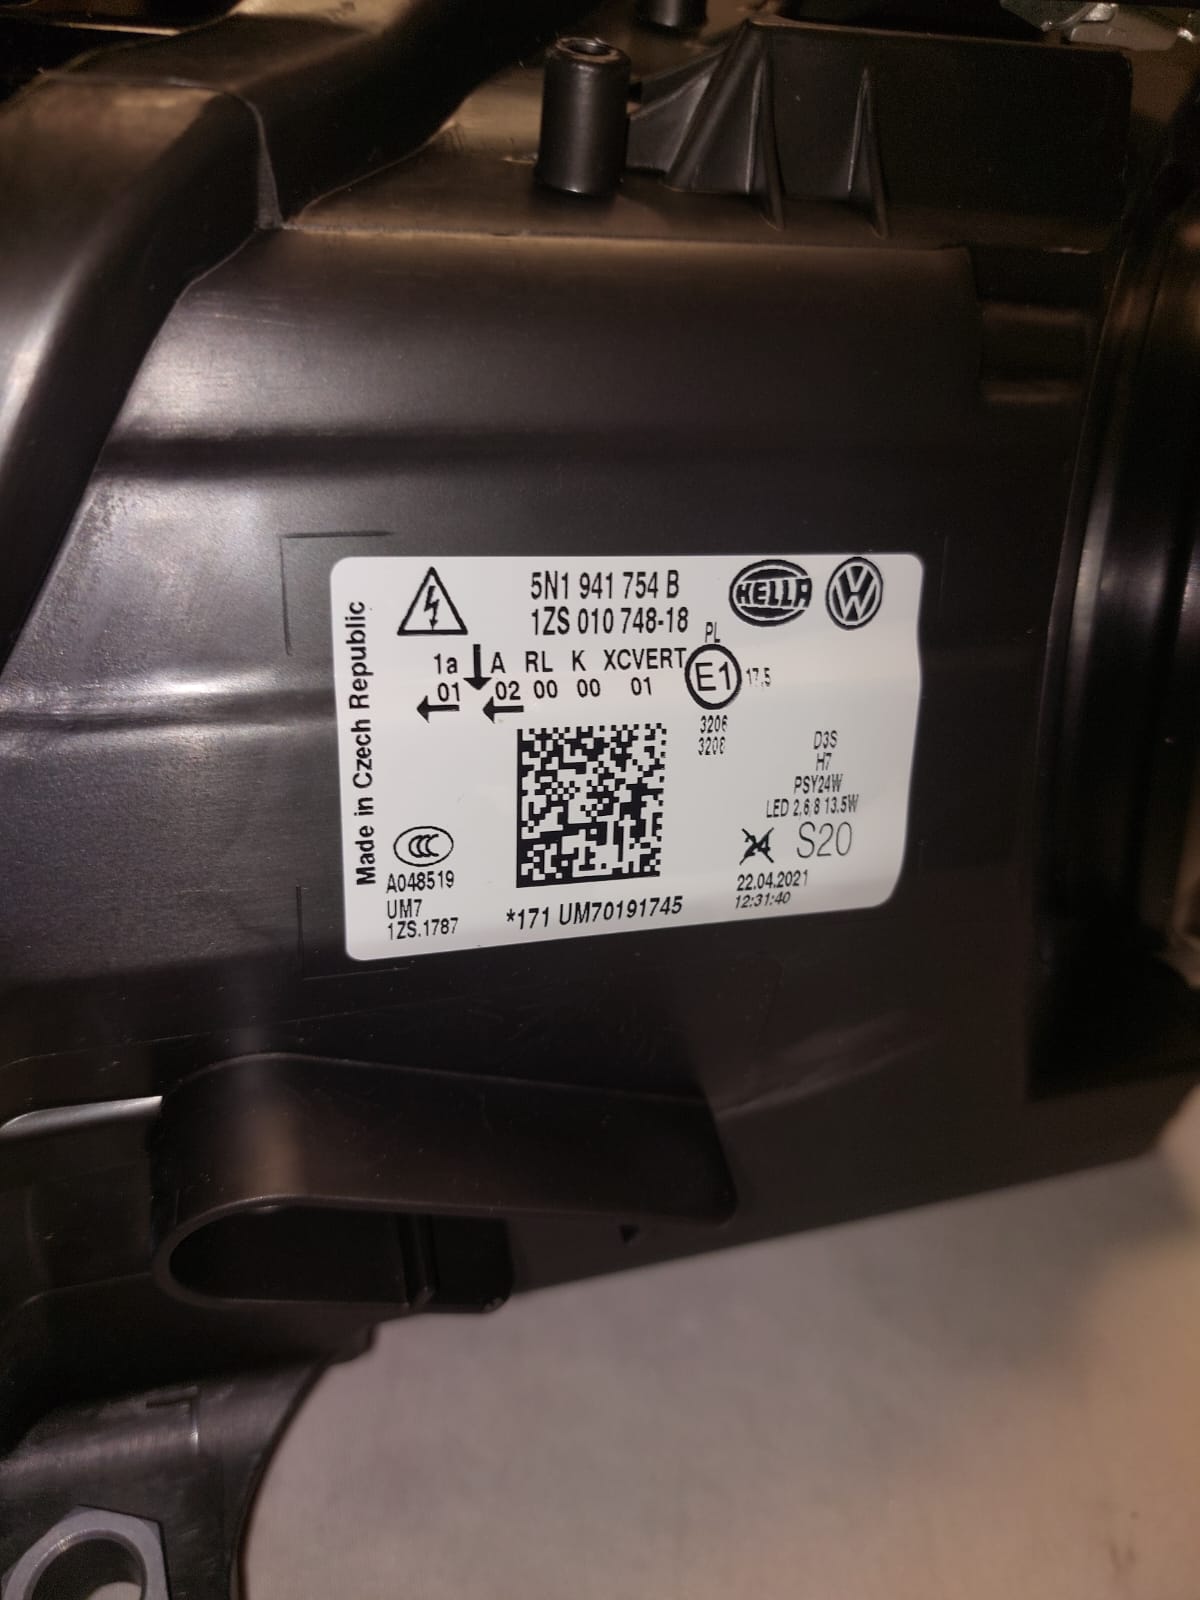 5N1 941 754 B
1ZS 010 748-18
HELLA
VW
PL
1a A RL K XCVERT
01 02 00 00 01
E1
17,5
3206
3208
D3S
H7
PSY24W
LED 2,6,8 13,5W
24 S20
22.04.2021
12:31:40
Made in Czech Republic
CCC
A048519
UM7
1ZS.1787
*171 UM70191745